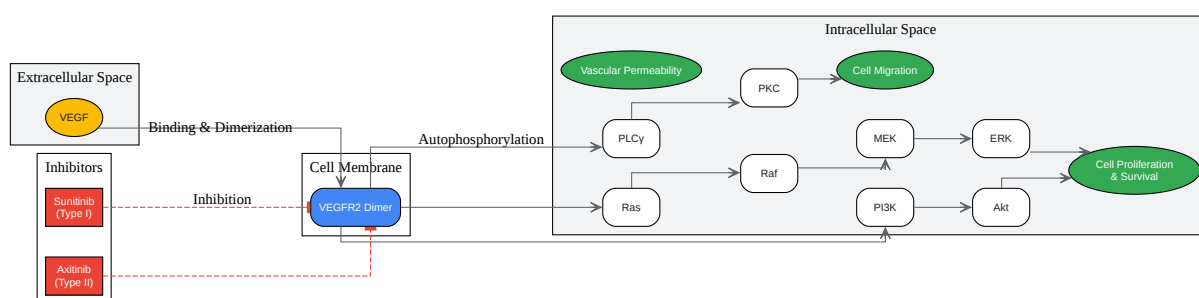 Intracellular Space
Extracellular Space
VEGF
Binding & Dimerization
Inhibitors
Sunitinib
(Type I)
Axitinib
(Type II)
Inhibition
Cell Membrane
VEGFR2 Dimer
Autophosphorylation
Vascular Permeability
PKC
Cell Migration
PLCγ
MEK
ERK
Raf
Cell Proliferation
& Survival
Ras
PI3K
Akt